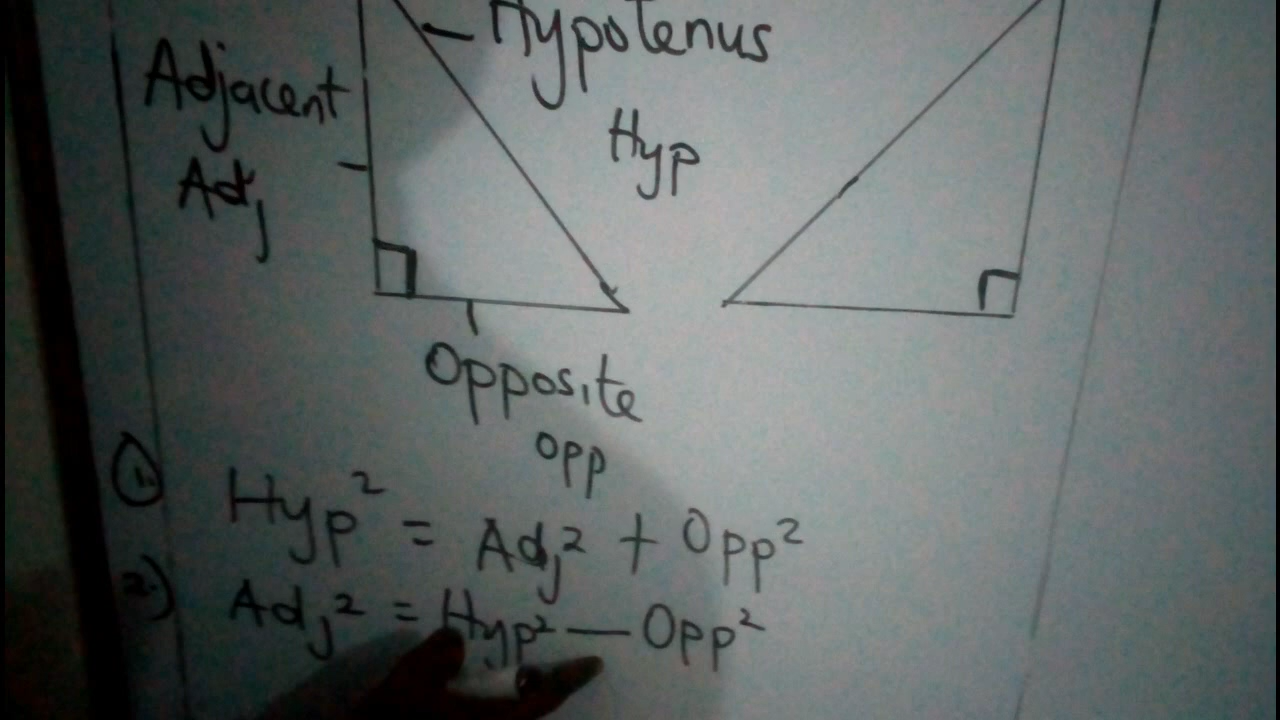 Hypotenus
Adjacent
Hyp
Adj
Opposite
opp
1. Hyp² = Adj² + Opp²
2.) Adj² = Hyp² — Opp²